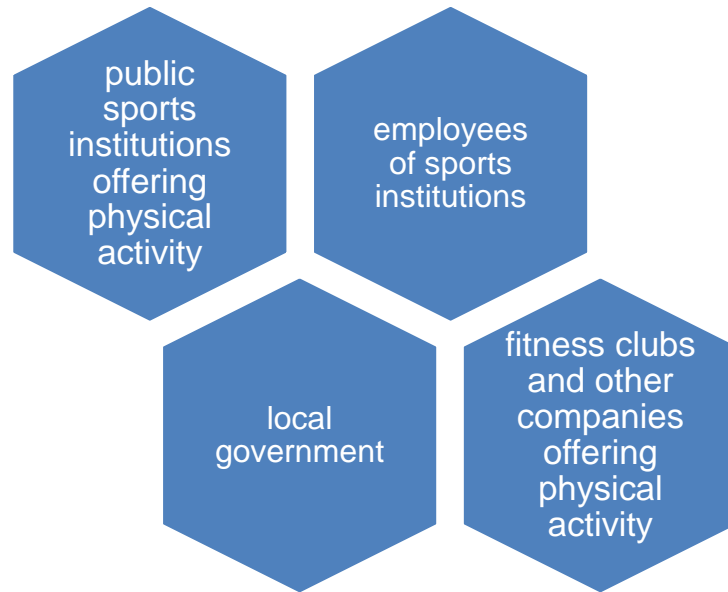 public
sports
institutions
offering
physical
activity
employees
of sports
institutions
local
government
fitness clubs
and other
companies
offering
physical
activity